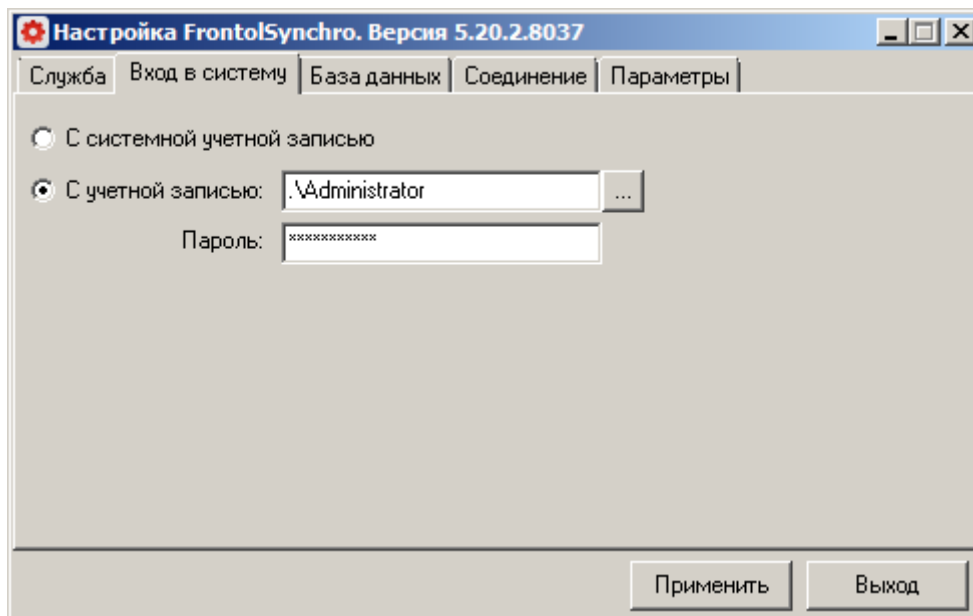 Настройка FrontolSynchro. Версия 5.20.2.8037
Служба Вход в систему База данных Соединение Параметры
С системной учетной записью
С учетной записью: .\Administrator ...
Пароль: ***********
Применить Выход